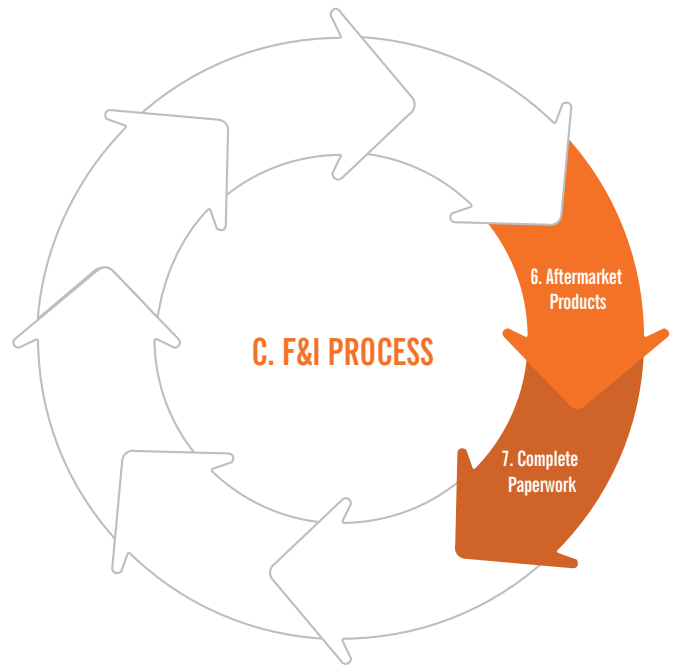 6. Aftermarket
Products
C. F&I PROCESS
7. Complete
Paperwork